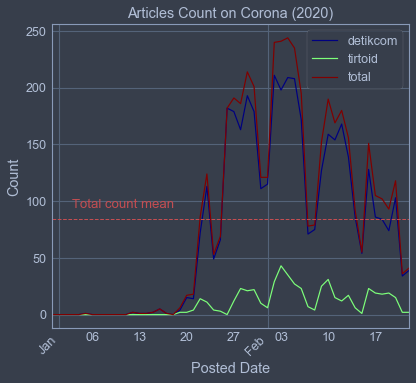 Articles Count on Corona (2020)
detikcom
tirtoid
total
250
200
150
100
50
0
Count
Total count mean
Jan
06
13
20
27
Feb
03
10
17
Posted Date